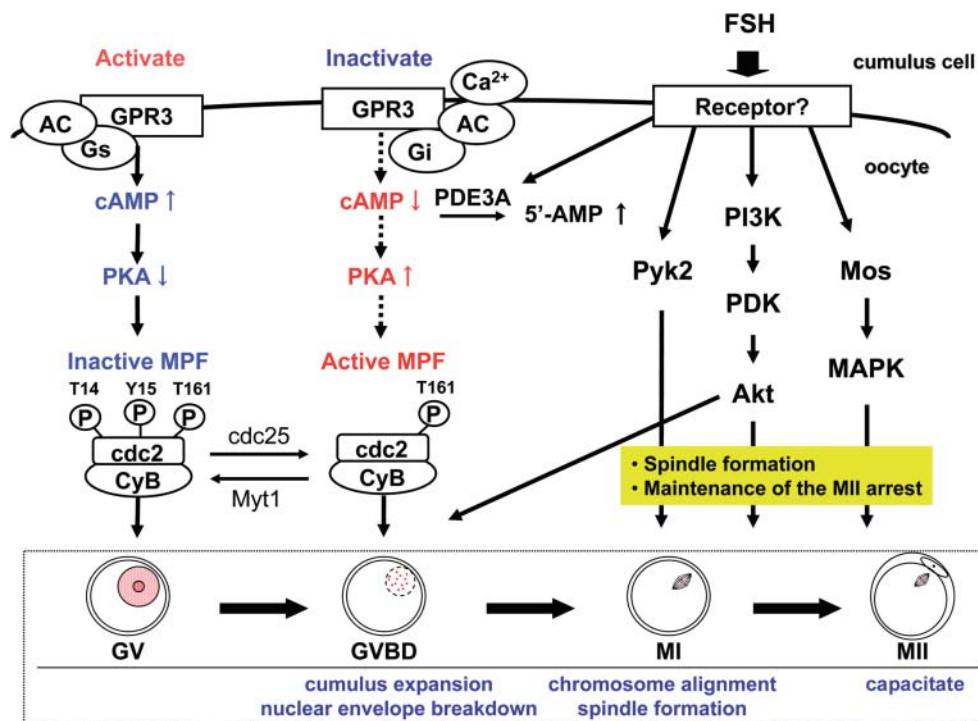 FSH
Activate
Inactivate
cumulus cell
Ca2+
GPR3
GPR3
Receptor?
AC
AC
Gs
Gi
oocyte
cAMP ↑
cAMP ↓
PDE3A
5’-AMP ↑
PI3K
PKA ↓
PKA ↑
Pyk2
Mos
PDK
Inactive MPF
Active MPF
MAPK
T14 Y15 T161
T161
P P P
P
Akt
cdc25
cdc2
cdc2
CyB
CyB
Myt1
• Spindle formation
• Maintenance of the MII arrest
GV
GVBD
MI
MII
cumulus expansion
nuclear envelope breakdown
chromosome alignment
spindle formation
capacitate